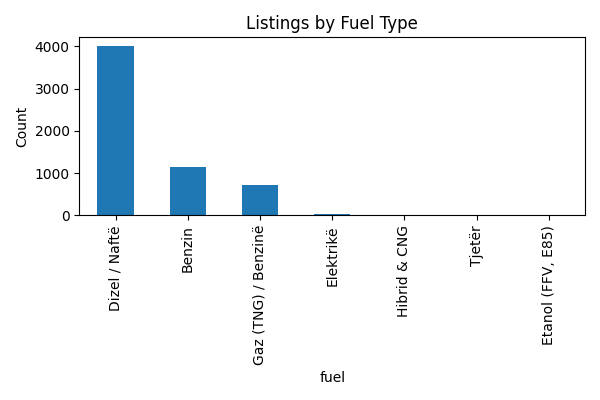 Listings by Fuel Type
Count
4000
3000
2000
1000
0
Dizel / Naftë
Benzin
Gaz (TNG) / Benzinë
Elektrikë
Hibrid & CNG
Tjetër
Etanol (FFV, E85)
fuel